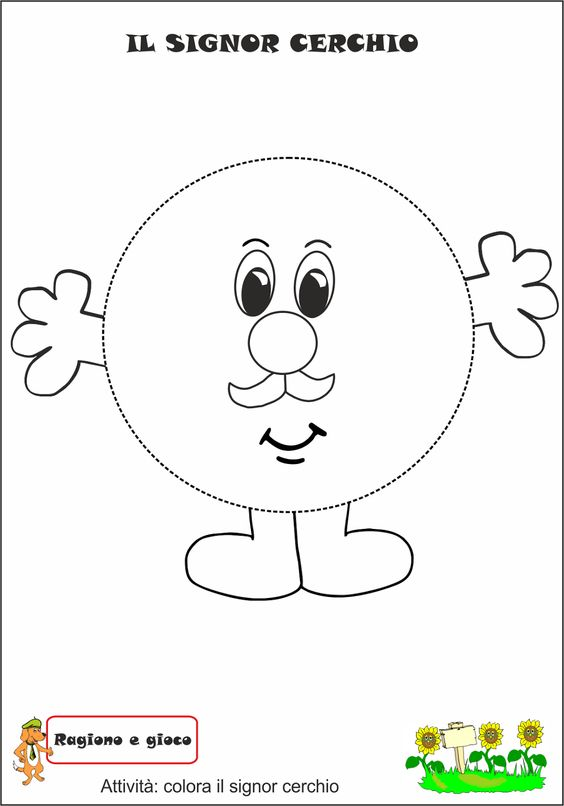 IL SIGNOR CERCHIO
Ragiono e gioco
Attività: colora il signor cerchio